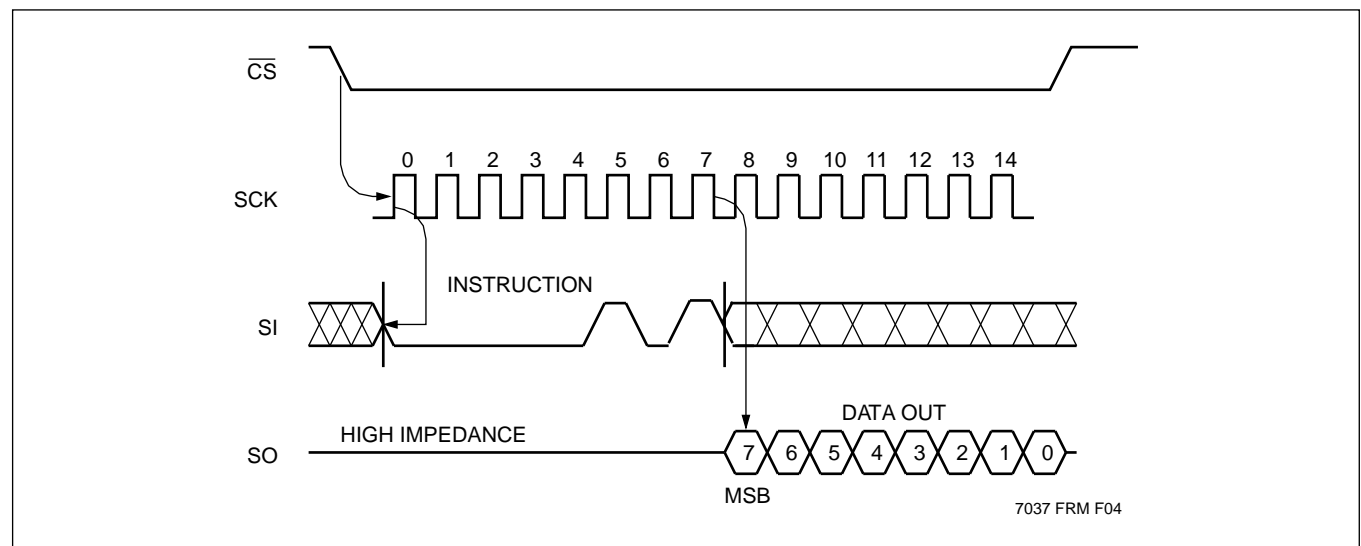 C̅S̅
0 1 2 3 4 5 6 7 8 9 10 11 12 13 14
SCK
INSTRUCTION
SI
DATA OUT
HIGH IMPEDANCE
SO
7 6 5 4 3 2 1 0
MSB
7037 FRM F04